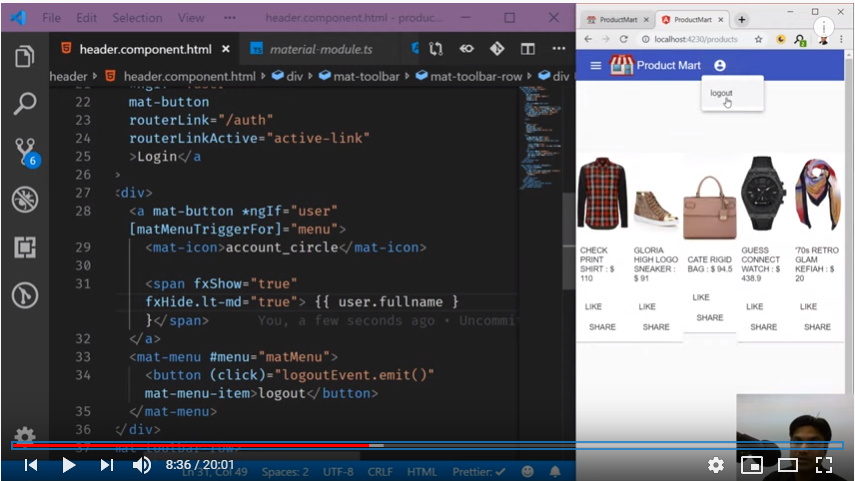 File Edit Selection View ••• header.component.html - produc...
header.component.html × material-module.ts
header › header.component.html › div › mat-toolbar › mat-toolbar-row › div
22 mat-button
23 routerLink="/auth"
24 routerLinkActive="active-link"
25 >Login</a
26 >
27 <div>
28 <a mat-button *ngIf="user"
[matMenuTriggerFor]="menu">
29 <mat-icon>account_circle</mat-icon>
30
31 <span fxShow="true"
fxHide.lt-md="true"> {{ user.fullname }
}</span> You, a few seconds ago • Uncommit
32 </a>
33 <mat-menu #menu="matMenu">
34 <button (click)="logoutEvent.emit()"
mat-menu-item>logout</button>
35 </mat-menu>
36 </div>
37 mat-toolbar-row>
6
Ln 31, Col 49 Spaces: 2 UTF-8 CRLF HTML Prettier: ✓
8:36 / 20:01
ProductMart × ProductMart ×
localhost:4230/products
Product Mart
logout
CHECK
PRINT
SHIRT : $
110
LIKE
SHARE
GLORIA
HIGH LOGO
SNEAKER :
$ 91
LIKE
SHARE
CATE RIGID
BAG : $ 94.5
LIKE
SHARE
GUESS
CONNECT
WATCH : $
438.9
LIKE
SHARE
'70s RETRO
GLAM
KEFIAH : $
20
LIKE
SHARE